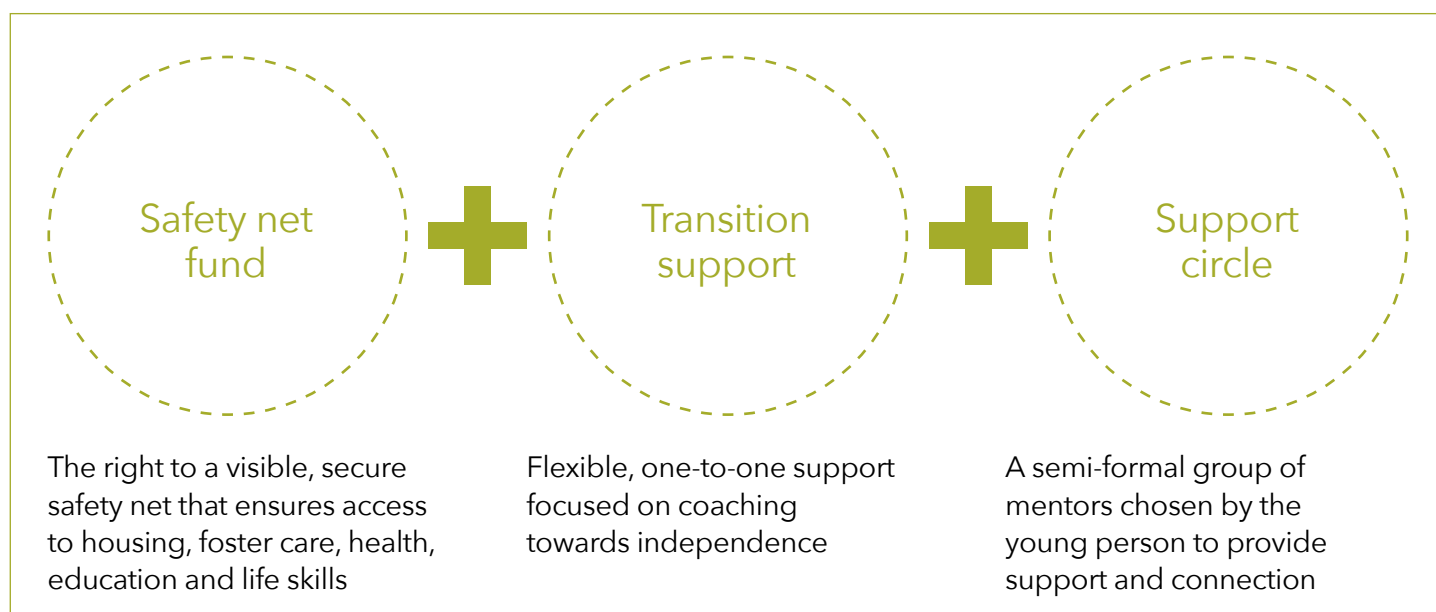 Safety net
fund
Transition
support
Support
circle
The right to a visible, secure
safety net that ensures access
to housing, foster care, health,
education and life skills
Flexible, one-to-one support
focused on coaching
towards independence
A semi-formal group of
mentors chosen by the
young person to provide
support and connection